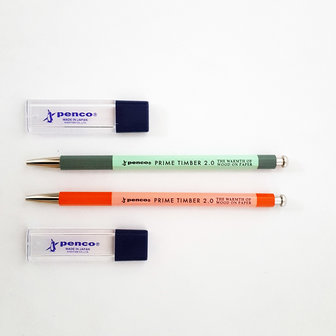 penco®
MADE IN JAPAN
penco® PRIME TIMBER 2.0 THE WARMTH OF
WOOD ON PAPER
penco® PRIME TIMBER 2.0 THE WARMTH OF
WOOD ON PAPER
penco®
MADE IN JAPAN